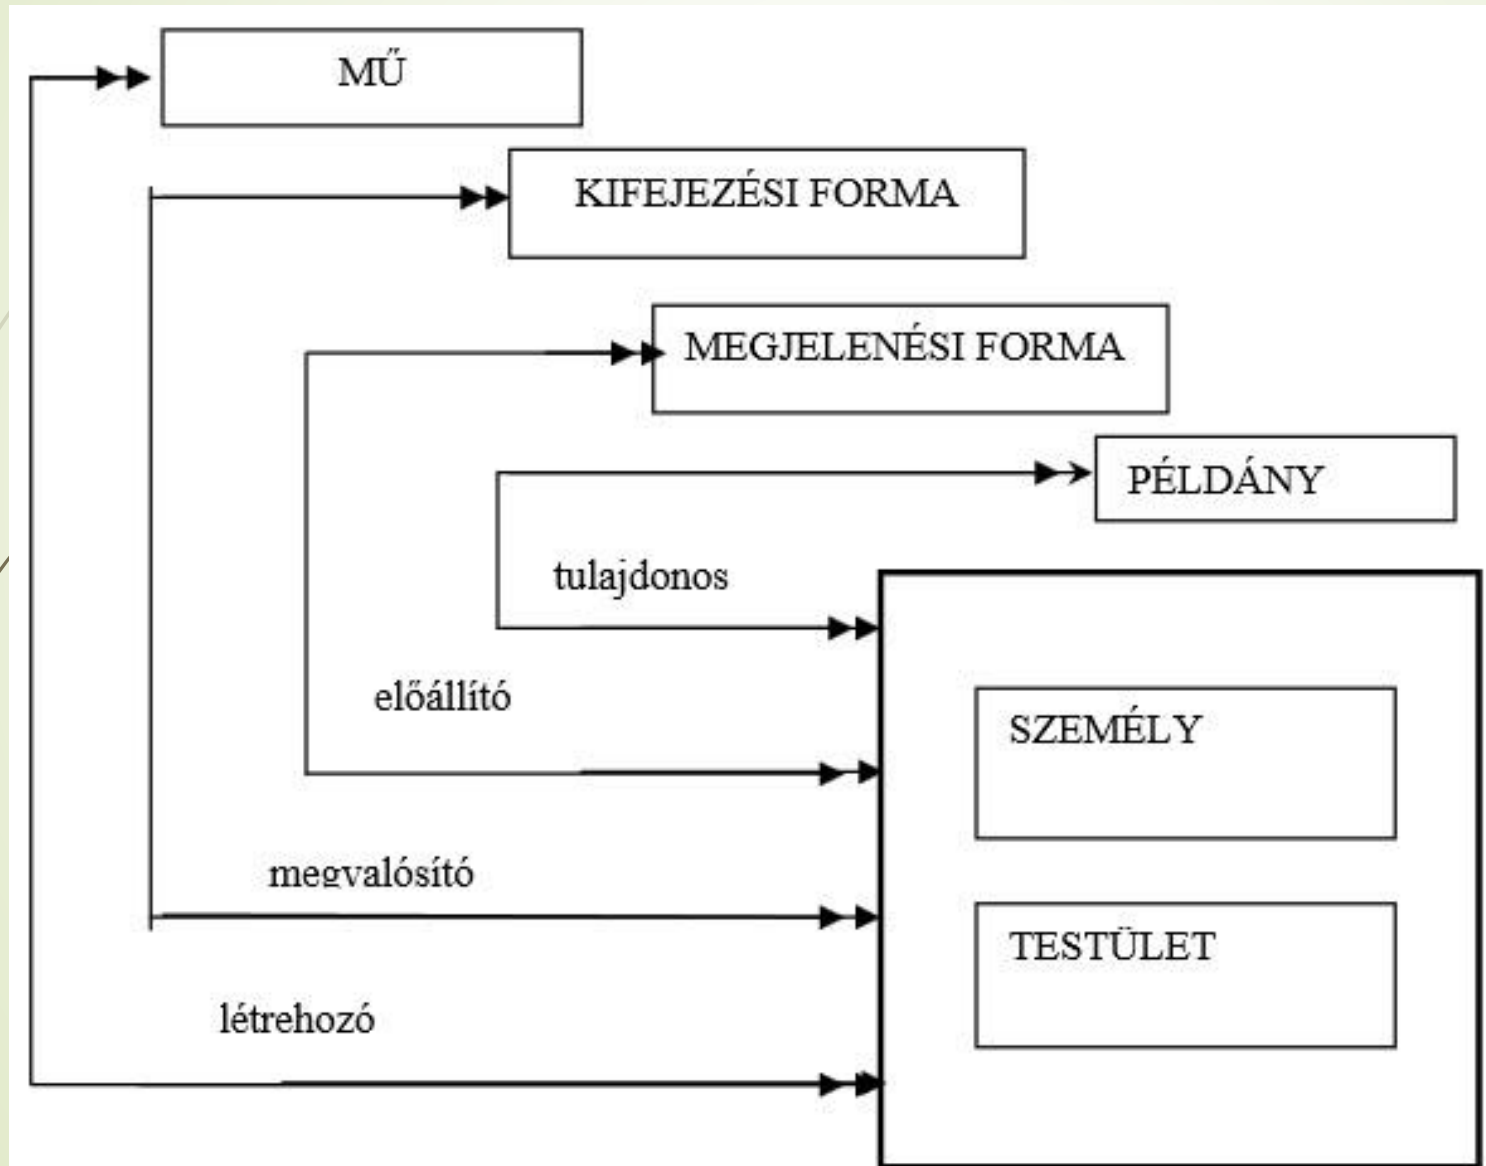 MŰ
KIFEJEZÉSI FORMA
MEGJELENÉSI FORMA
PÉLDÁNY
tulajdonos
előállító
SZEMÉLY
megvalósító
TESTÜLET
létrehozó